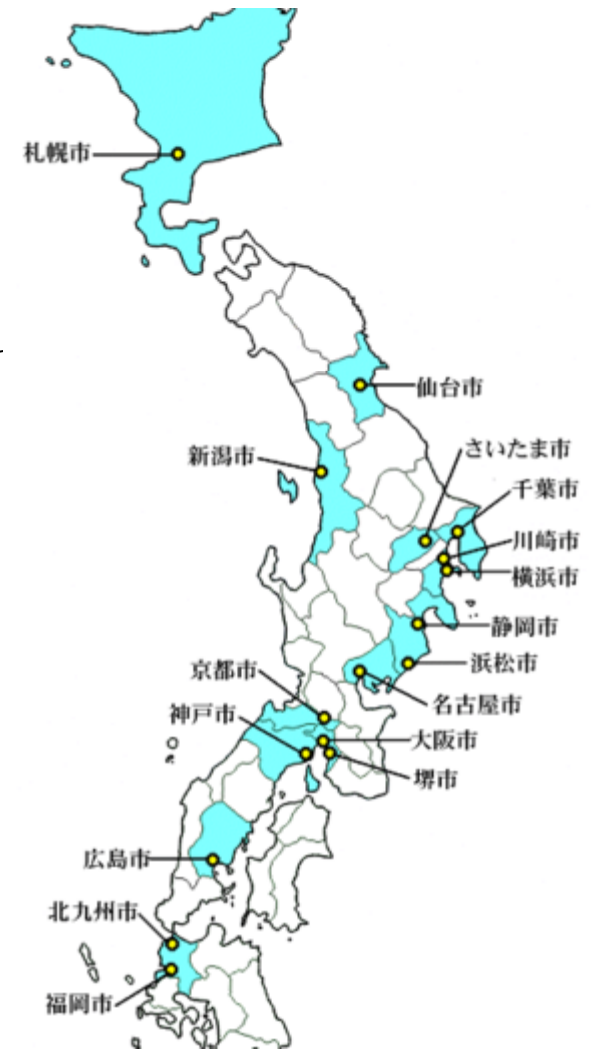 札幌市
仙台市
新潟市
さいたま市
千葉市
川崎市
横浜市
静岡市
浜松市
京都市
名古屋市
神戸市
大阪市
堺市
広島市
北九州市
福岡市